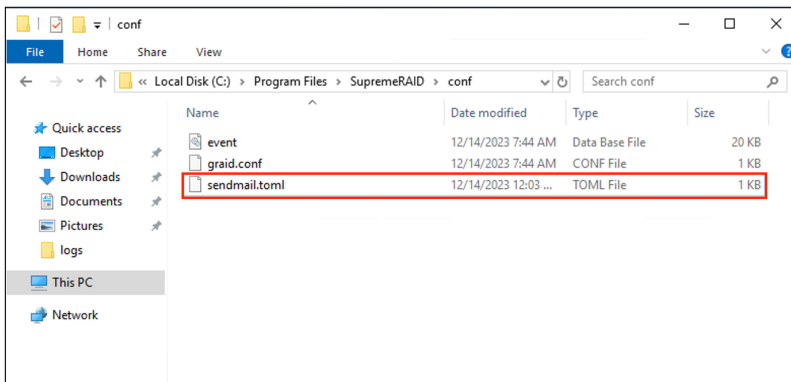 conf
File Home Share View
« Local Disk (C:) > Program Files > SupremeRAID > conf Search conf
Name Date modified Type Size
Quick access
event 12/14/2023 7:44 AM Data Base File 20 KB
Desktop
graid.conf 12/14/2023 7:44 AM CONF File 1 KB
Downloads
sendmail.toml 12/14/2023 12:03 ... TOML File 1 KB
Documents
Pictures
logs
This PC
Network